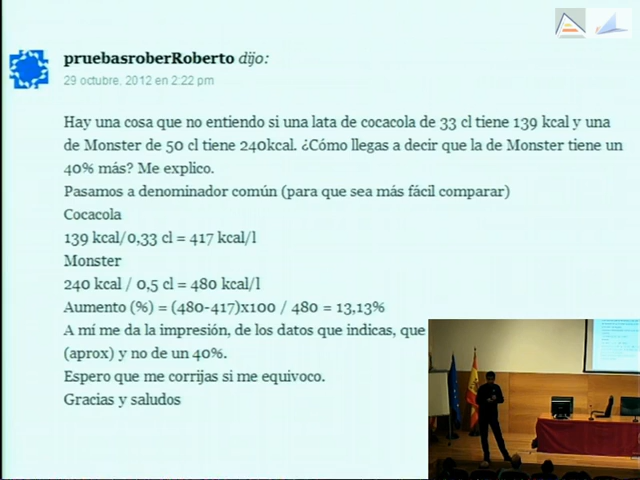 pruebasroberRoberto dijo:
29 octubre, 2012 en 2:22 pm
Hay una cosa que no entiendo si una lata de cocacola de 33 cl tiene 139 kcal y una
de Monster de 50 cl tiene 240kcal. ¿Cómo llegas a decir que la de Monster tiene un
40% más? Me explico.
Pasamos a denominador común (para que sea más fácil comparar)
Cocacola
139 kcal/0,33 cl = 417 kcal/l
Monster
240 kcal / 0,5 cl = 480 kcal/l
Aumento (%) = (480-417)x100 / 480 = 13,13%
A mí me da la impresión, de los datos que indicas, que
(aprox) y no de un 40%.
Espero que me corrijas si me equivoco.
Gracias y saludos